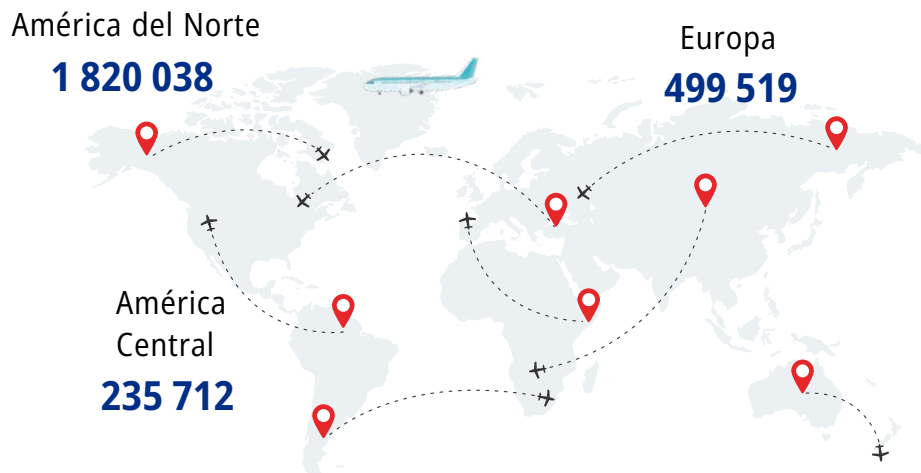 América del Norte
1 820 038
Europa
499 519
América
Central
235 712